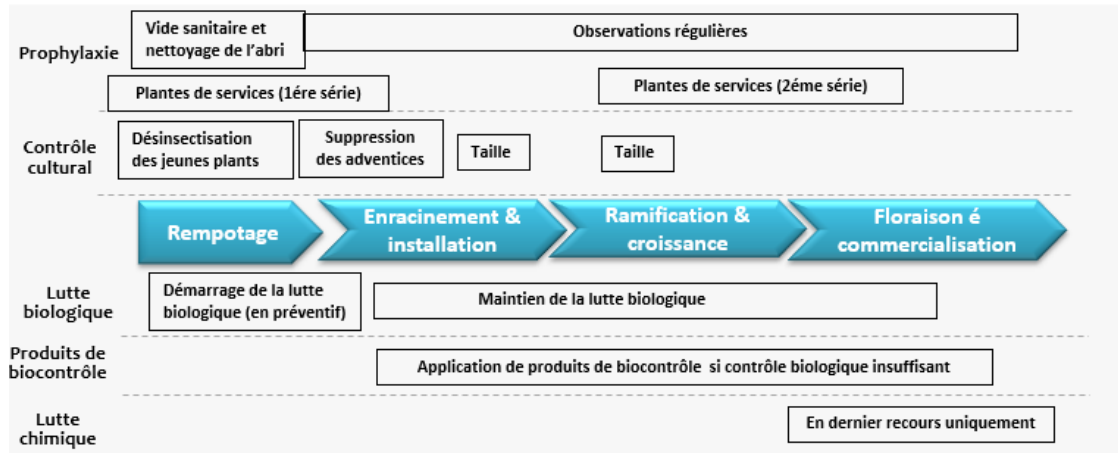 Prophylaxie
Vide sanitaire et
nettoyage de l'abri
Observations régulières
Plantes de services (1ére série)
Plantes de services (2éme série)
Contrôle
cultural
Désinsectisation
des jeunes plants
Suppression
des adventices
Taille
Taille
Rempotage
Enracinement &
installation
Ramification &
croissance
Floraison é
commercialisation
Lutte
biologique
Démarrage de la lutte
biologique (en préventif)
Maintien de la lutte biologique
Produits de
biocontrôle
Application de produits de biocontrôle si contrôle biologique insuffisant
Lutte
chimique
En dernier recours uniquement